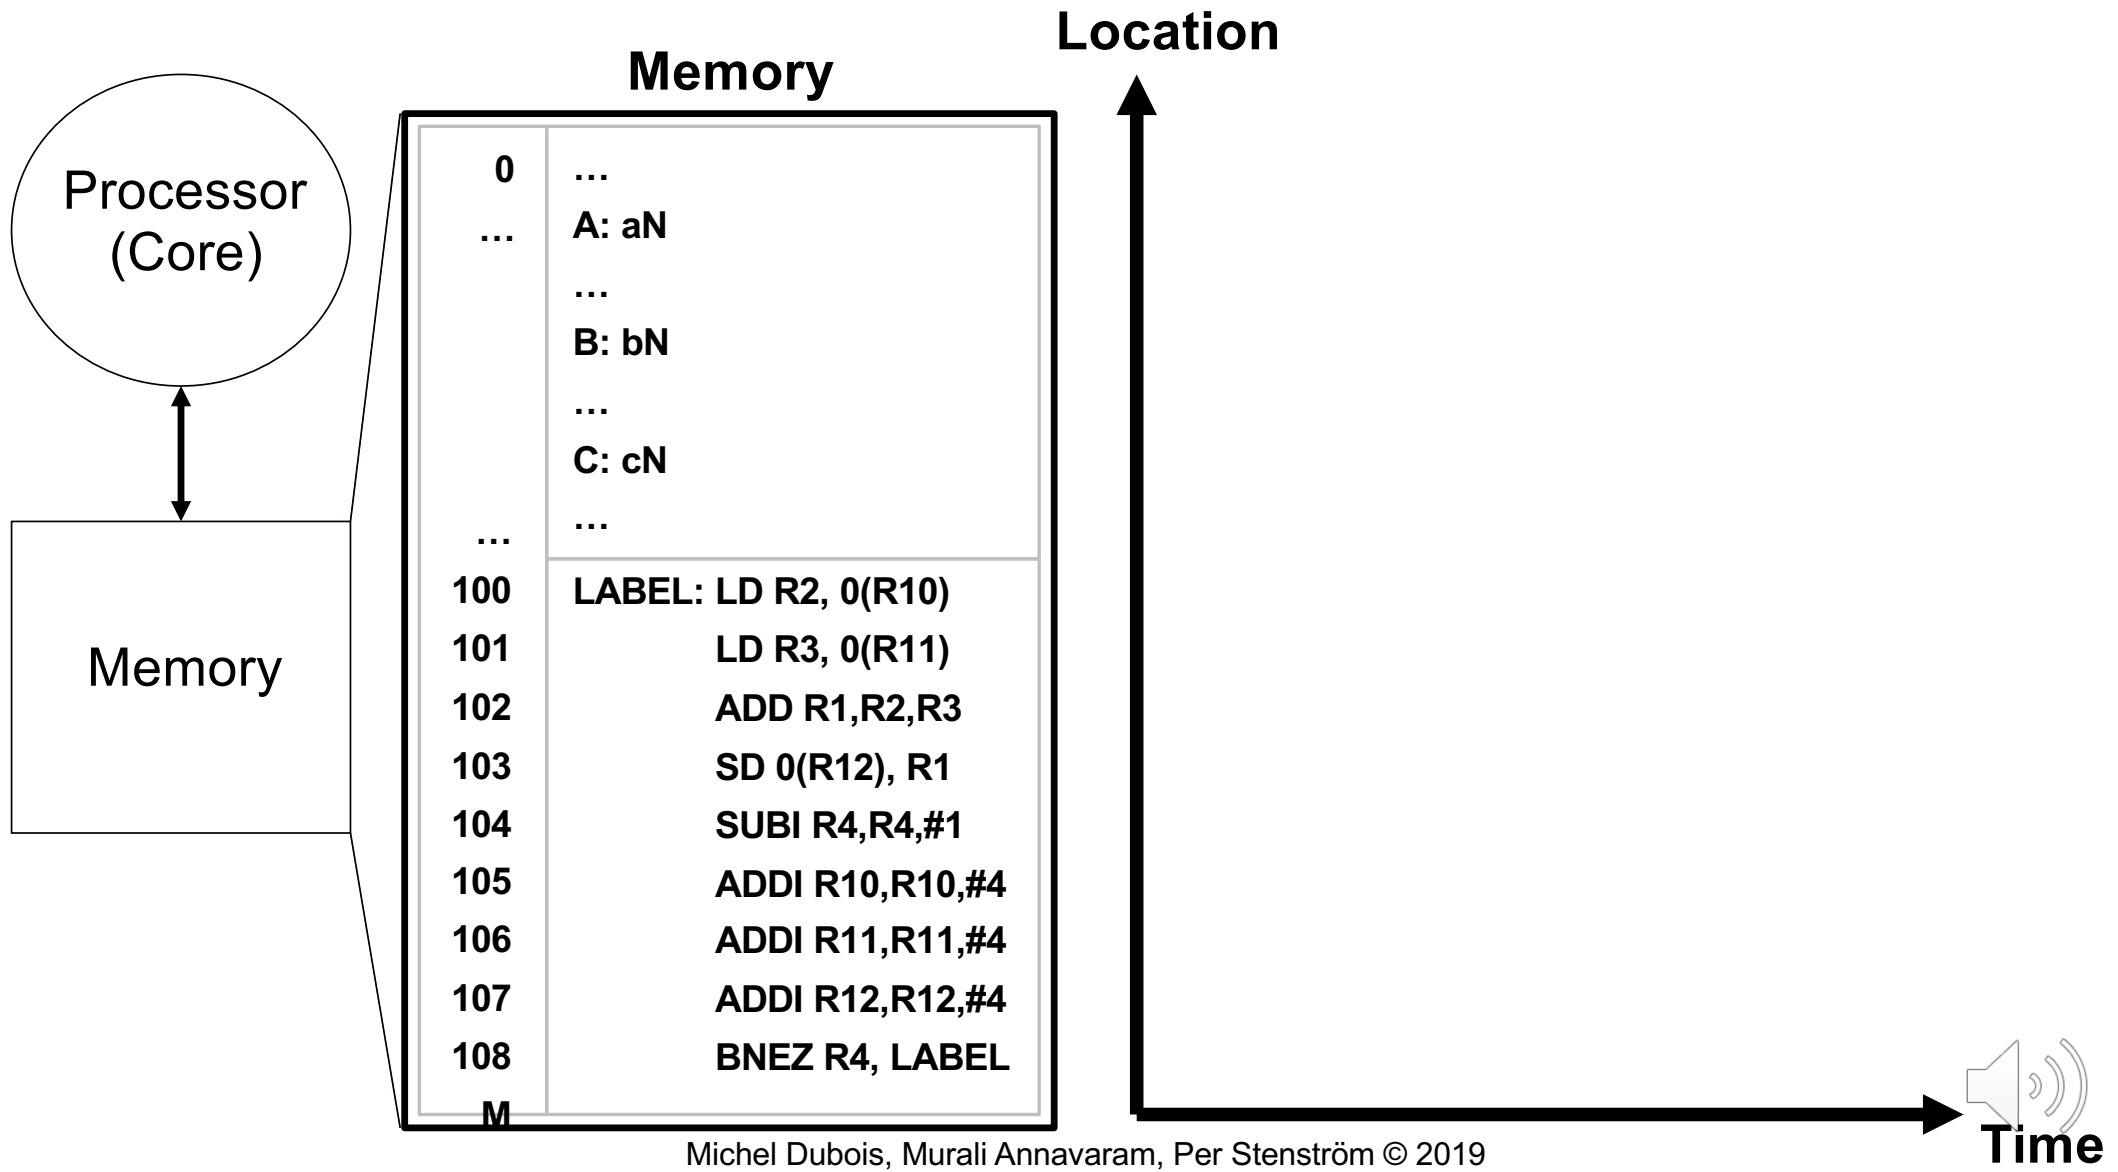 Location
Memory
Processor
(Core)
Memory
0 …
… A: aN
…
B: bN
…
C: cN
…
…
100 LABEL: LD R2, 0(R10)
101 LD R3, 0(R11)
102 ADD R1,R2,R3
103 SD 0(R12), R1
104 SUBI R4,R4,#1
105 ADDI R10,R10,#4
106 ADDI R11,R11,#4
107 ADDI R12,R12,#4
108 BNEZ R4, LABEL
M
Time
Michel Dubois, Murali Annavaram, Per Stenström © 2019